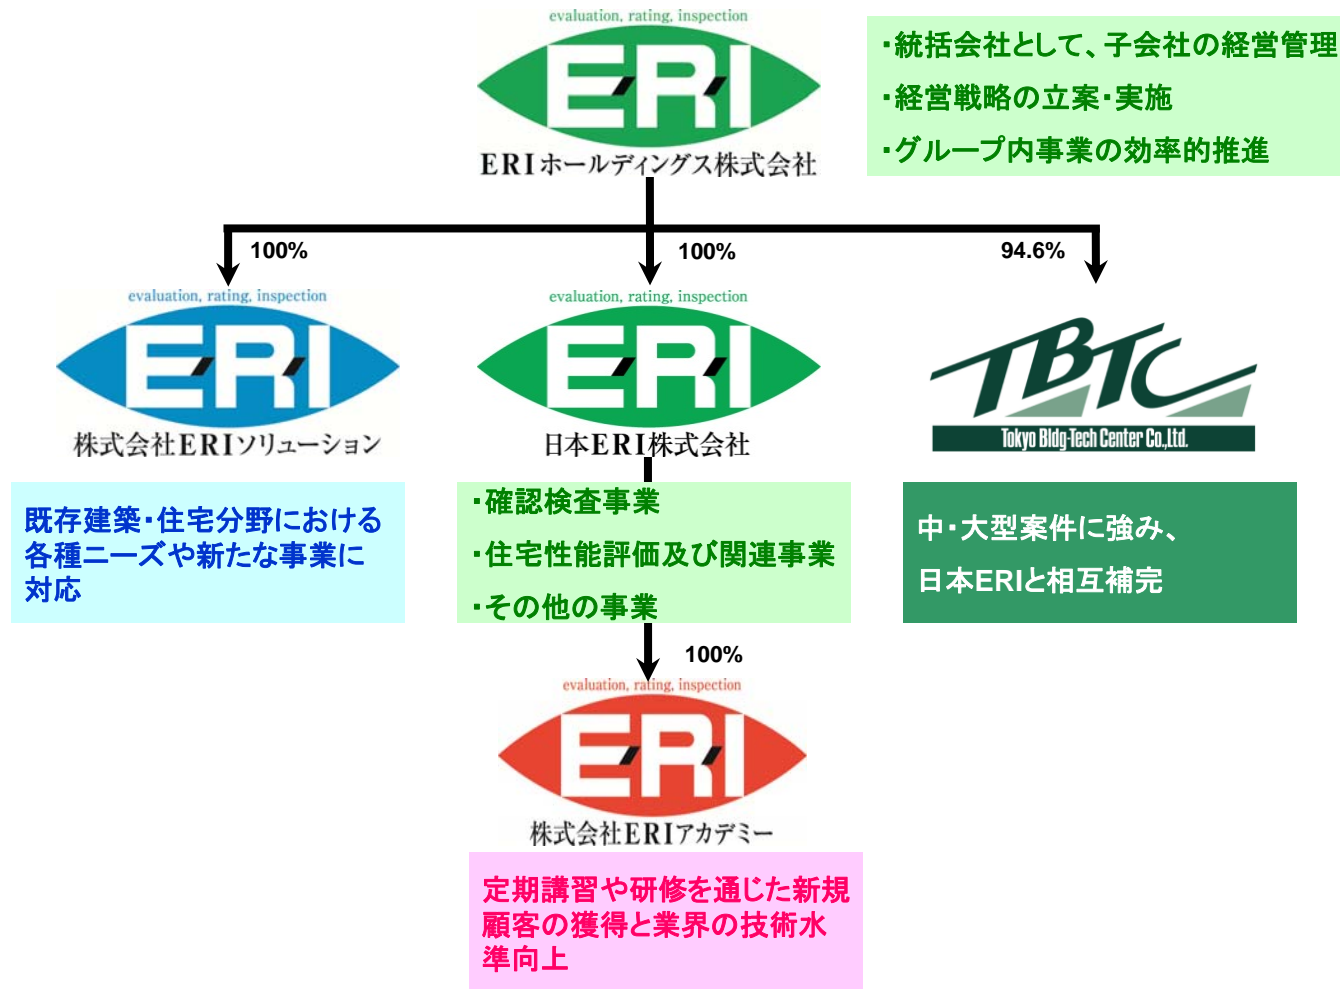 evaluation, rating, inspection
ERI
ERIホールディングス株式会社
・統括会社として、子会社の経営管理
・経営戦略の立案・実施
・グループ内事業の効率的推進
100%
100%
94.6%
evaluation, rating, inspection
ERI
株式会社ERIソリューション
evaluation, rating, inspection
ERI
日本ERI株式会社
TBTC
Tokyo Bldg-Tech Center Co.,Ltd.
既存建築・住宅分野における
各種ニーズや新たな事業に
対応
・確認検査事業
・住宅性能評価及び関連事業
・その他の事業
中・大型案件に強み、
日本ERIと相互補完
100%
evaluation, rating, inspection
ERI
株式会社ERIアカデミー
定期講習や研修を通じた新規
顧客の獲得と業界の技術水
準向上